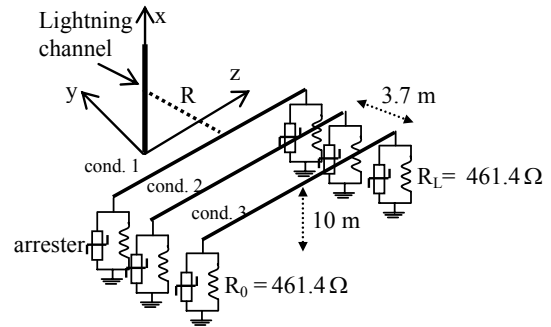 Lightning
channel
x
z
R
y
3.7 m
cond. 1
cond. 2
cond. 3
R_L = 461.4 Ω
10 m
arrester
R_0 = 461.4 Ω